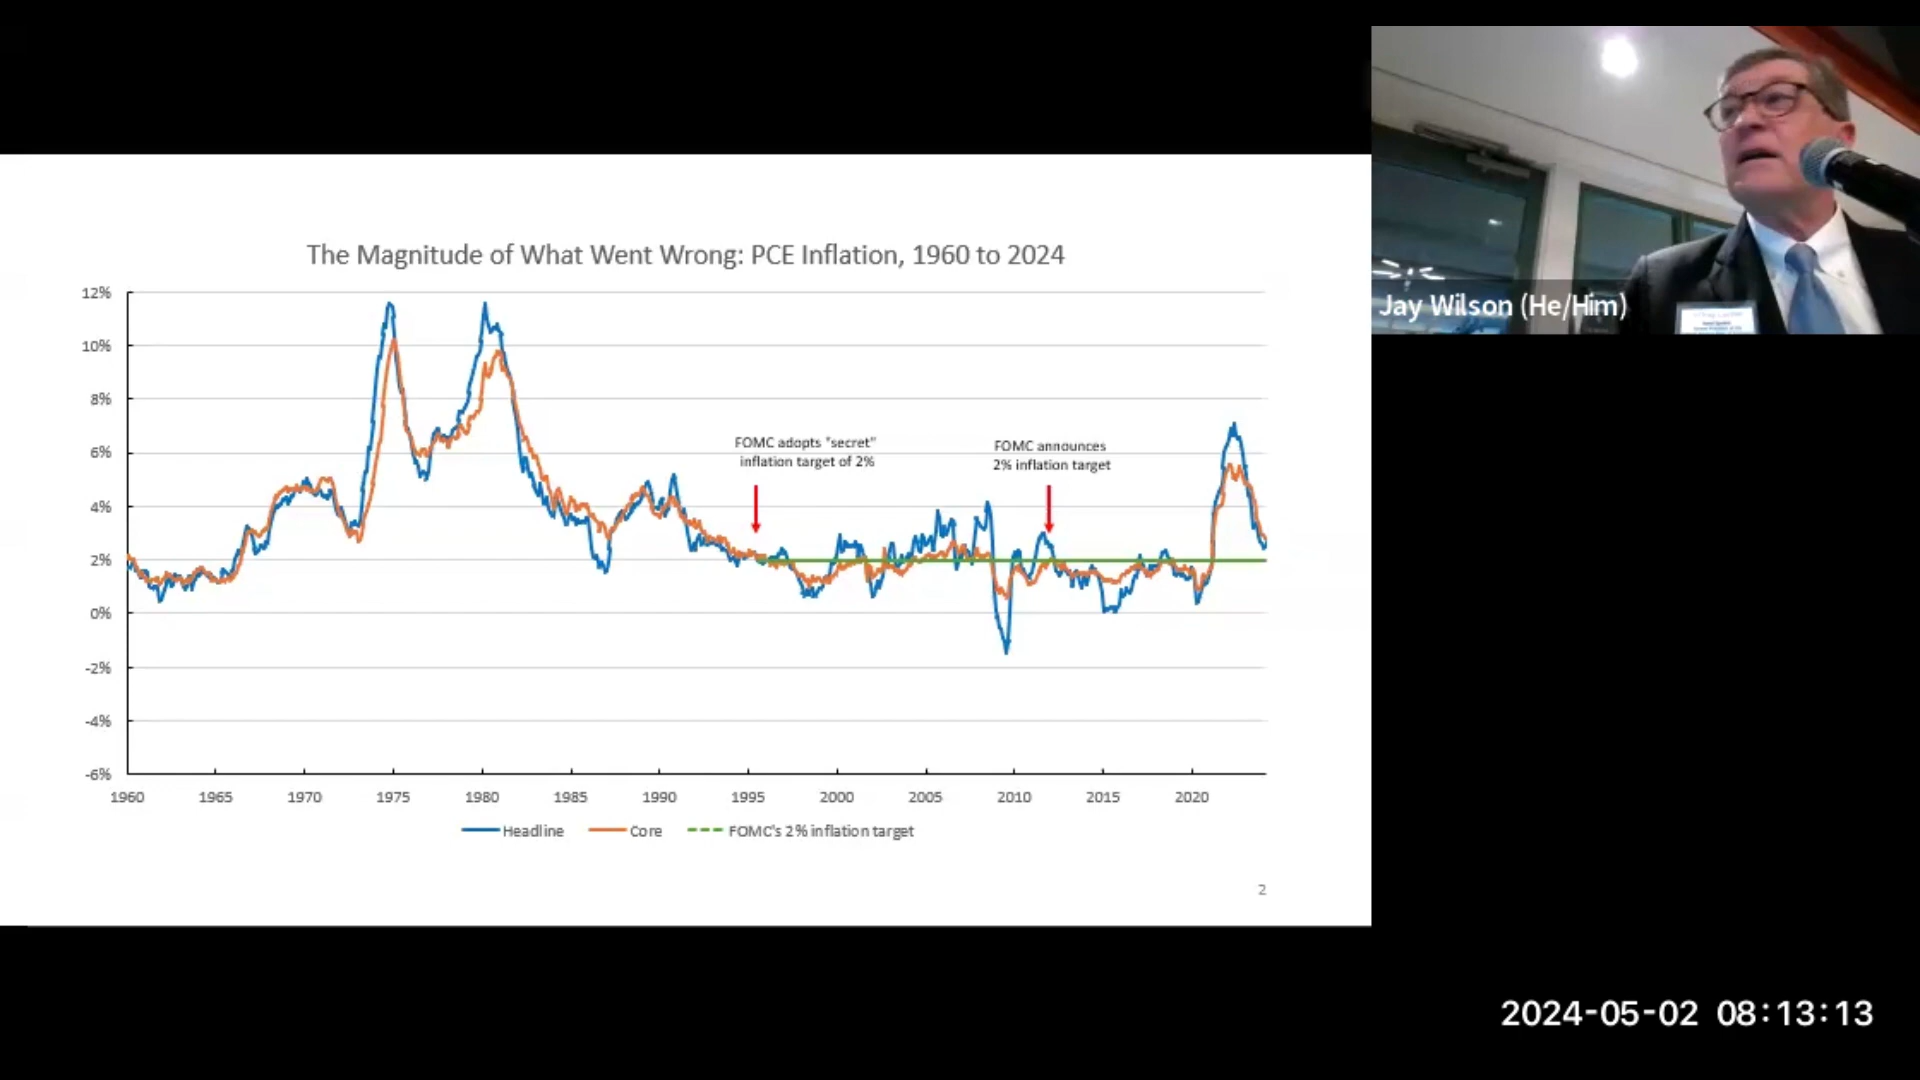 The Magnitude of What Went Wrong: PCE Inflation, 1960 to 2024
12%
10%
8%
6%
4%
2%
0%
-2%
-4%
-6%
FOMC adopts "secret"
inflation target of 2%
FOMC announces
2% inflation target
1960 1965 1970 1975 1980 1985 1990 1995 2000 2005 2010 2015 2020
Headline Core FOMC's 2% inflation target
2
Jay Wilson (He/Him)
2024-05-02 08:13:13